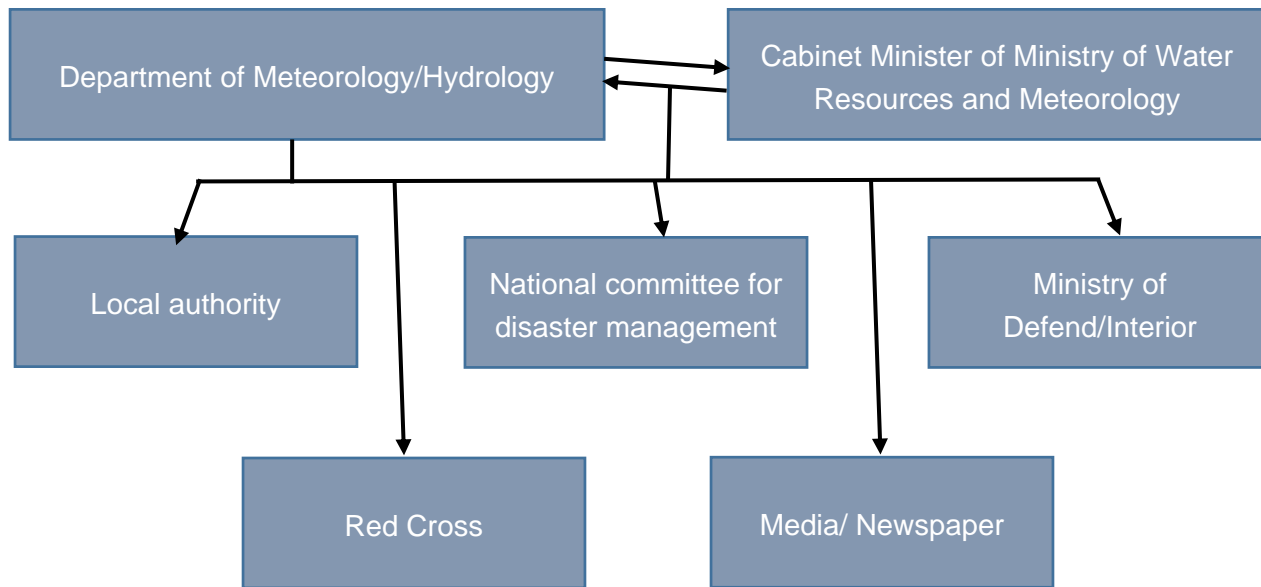 Department of Meteorology/Hydrology
Cabinet Minister of Ministry of Water
Resources and Meteorology
Local authority
National committee for
disaster management
Ministry of
Defend/Interior
Red Cross
Media/ Newspaper